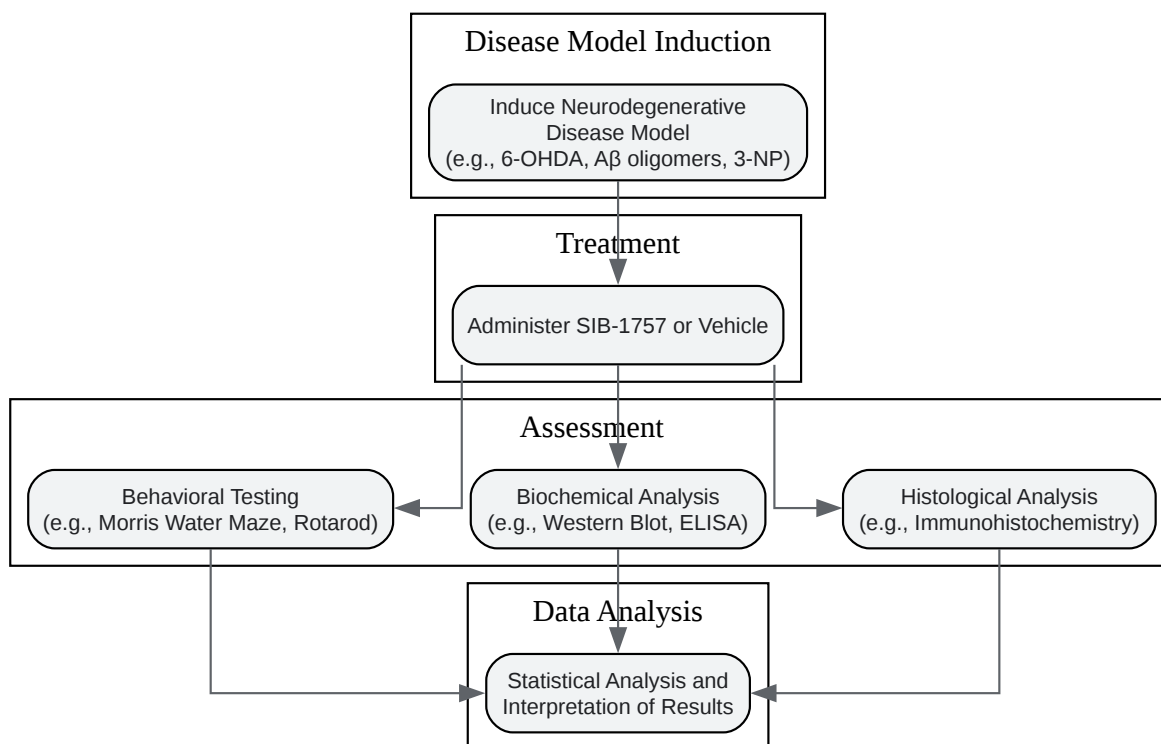 Disease Model Induction
Induce Neurodegenerative
Disease Model
(e.g., 6-OHDA, Aβ oligomers, 3-NP)
Treatment
Administer SIB-1757 or Vehicle
Assessment
Behavioral Testing
(e.g., Morris Water Maze, Rotarod)
Biochemical Analysis
(e.g., Western Blot, ELISA)
Histological Analysis
(e.g., Immunohistochemistry)
Data Analysis
Statistical Analysis and
Interpretation of Results